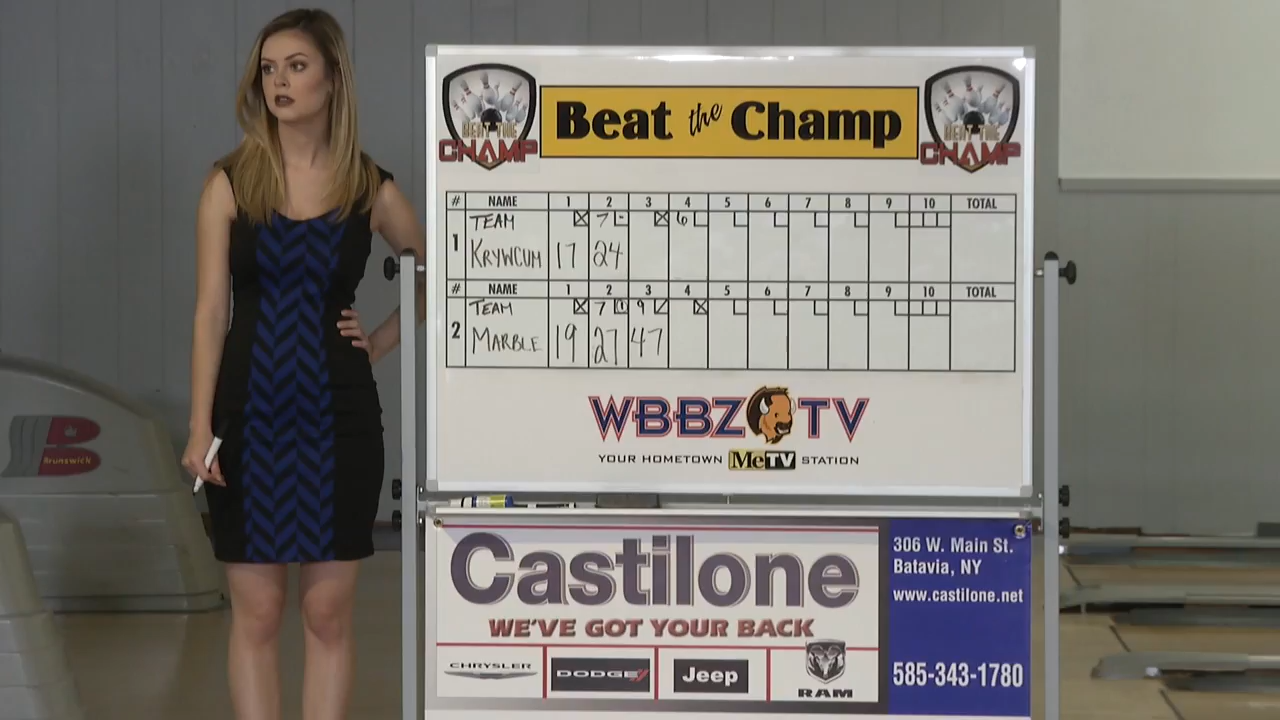 BEAT THE CHAMP
Beat the Champ
BEAT THE CHAMP
# NAME 1 2 3 4 5 6 7 8 9 10 TOTAL
1 TEAM X 7 - X 6
KRYWCUM 17 24
# NAME 1 2 3 4 5 6 7 8 9 10 TOTAL
2 TEAM X 7 1 9 / X
MARBLE 19 27 47
WBBZ TV
YOUR HOMETOWN MeTV STATION
Brunswick
Castilone
WE'VE GOT YOUR BACK
CHRYSLER DODGE Jeep RAM
306 W. Main St.
Batavia, NY
www.castilone.net
585-343-1780